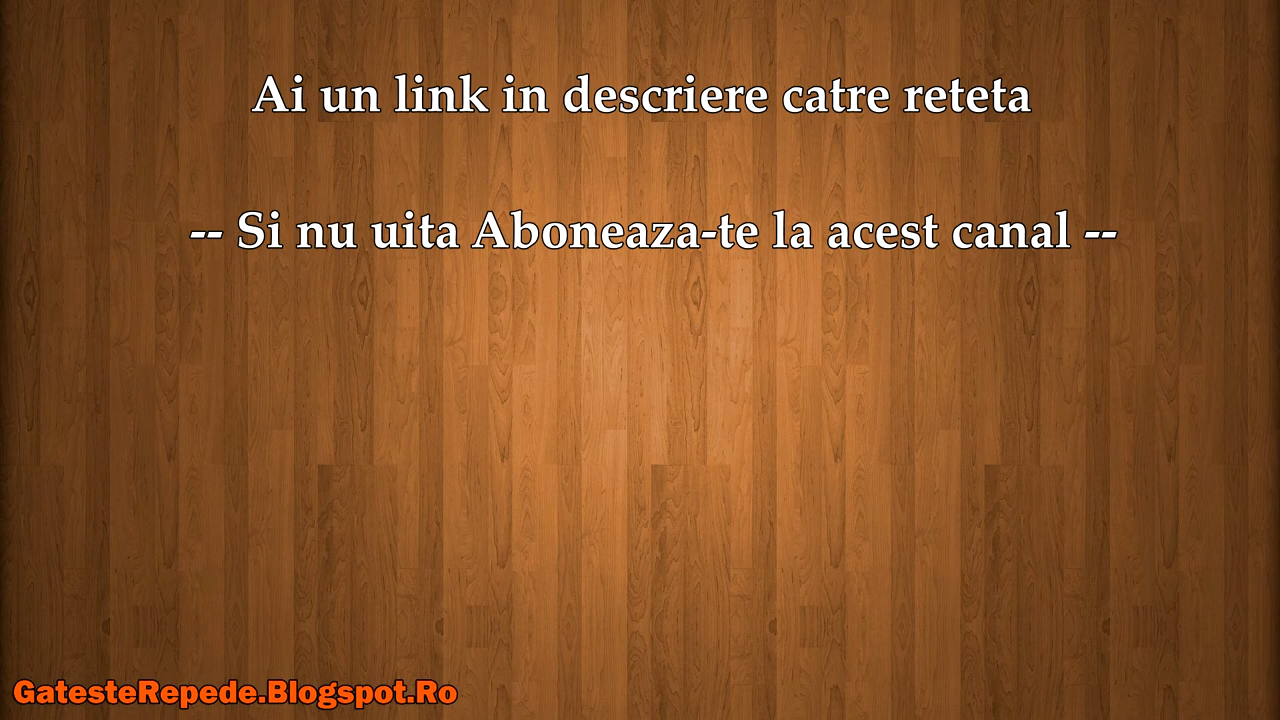 Ai un link in descriere catre reteta
-- Si nu uita Aboneaza-te la acest canal --
GatesteRepede.Blogspot.Ro